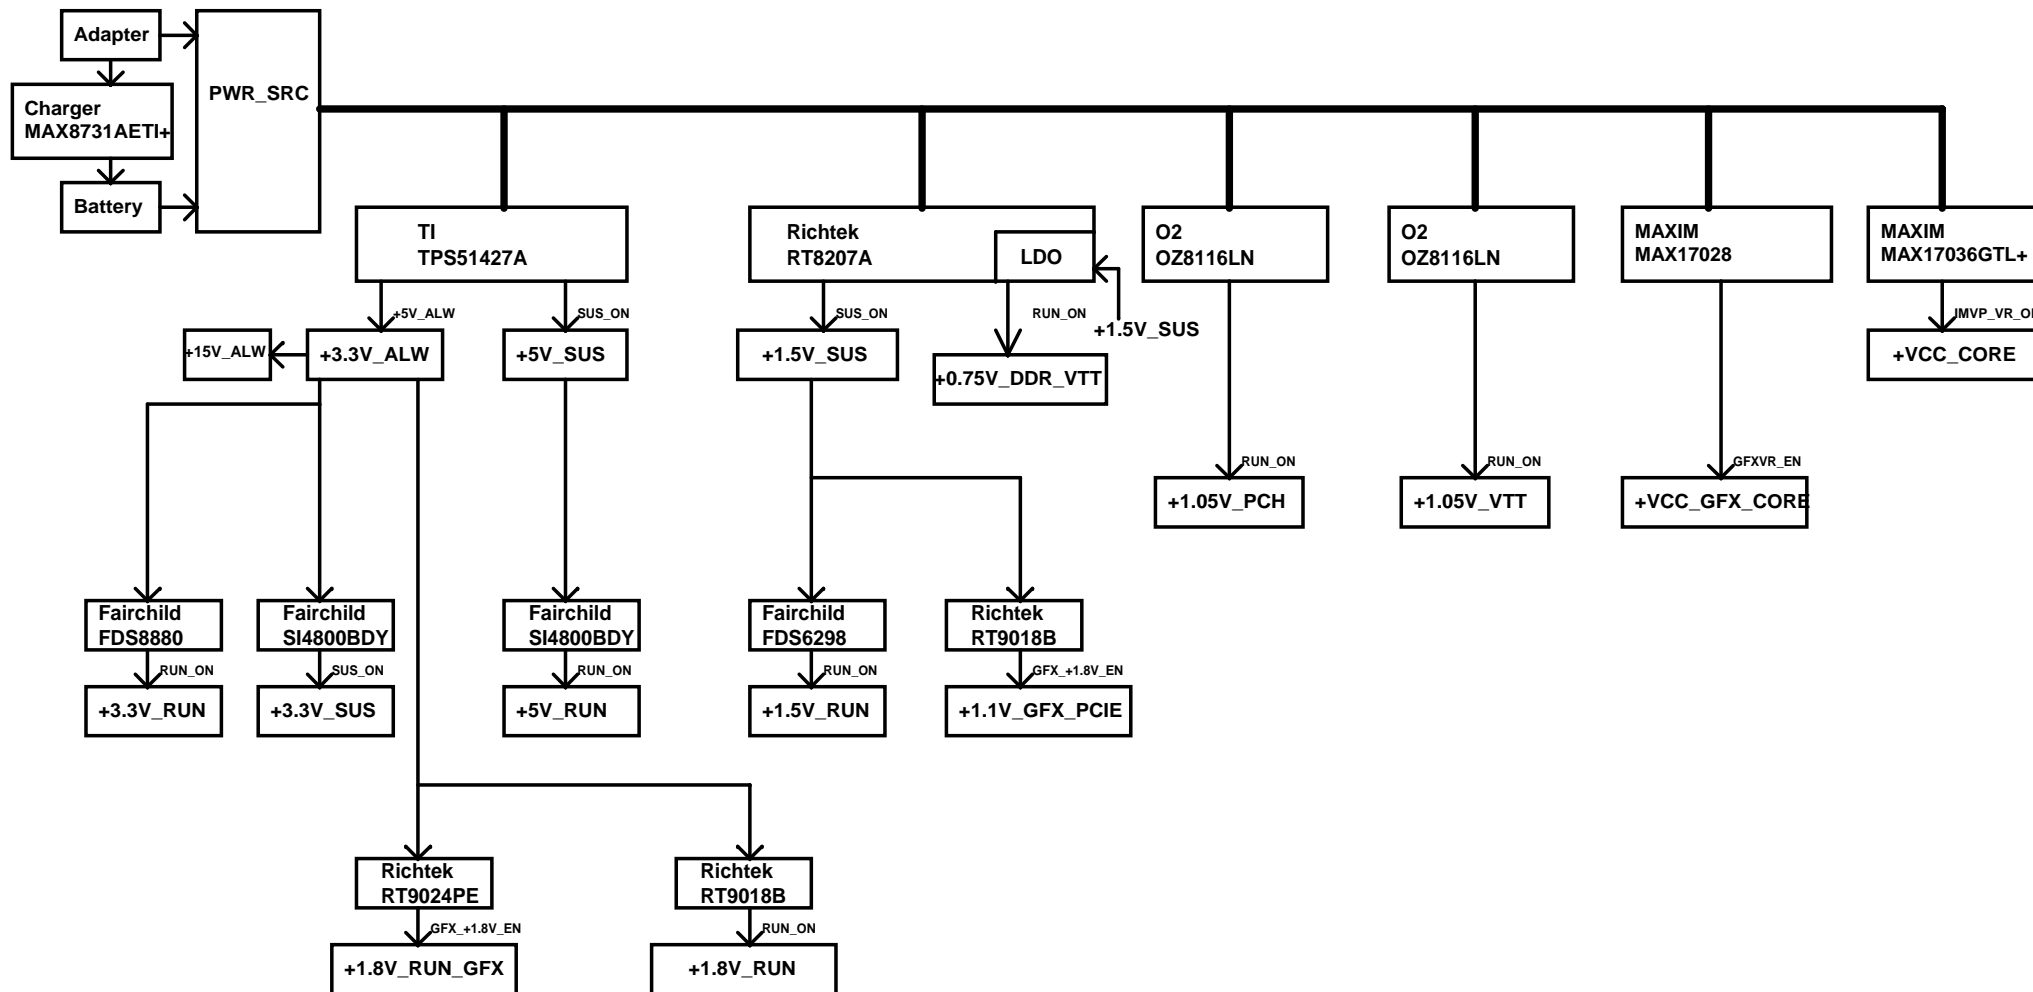 Adapter
PWR_SRC
Charger
MAX8731AETI+
Battery
TI
TPS51427A
Richtek
RT8207A
LDO
O2
OZ8116LN
O2
OZ8116LN
MAXIM
MAX17028
MAXIM
MAX17036GTL+
+5V_ALW
SUS_ON
SUS_ON
RUN_ON
+1.5V_SUS
IMVP_VR_O
+15V_ALW
+3.3V_ALW
+5V_SUS
+1.5V_SUS
+0.75V_DDR_VTT
+VCC_CORE
RUN_ON
RUN_ON
GFXVR_EN
+1.05V_PCH
+1.05V_VTT
+VCC_GFX_CORE
Fairchild
FDS8880
Fairchild
SI4800BDY
Fairchild
SI4800BDY
Fairchild
FDS6298
Richtek
RT9018B
RUN_ON
SUS_ON
RUN_ON
RUN_ON
GFX_+1.8V_EN
+3.3V_RUN
+3.3V_SUS
+5V_RUN
+1.5V_RUN
+1.1V_GFX_PCIE
Richtek
RT9024PE
Richtek
RT9018B
GFX_+1.8V_EN
RUN_ON
+1.8V_RUN_GFX
+1.8V_RUN